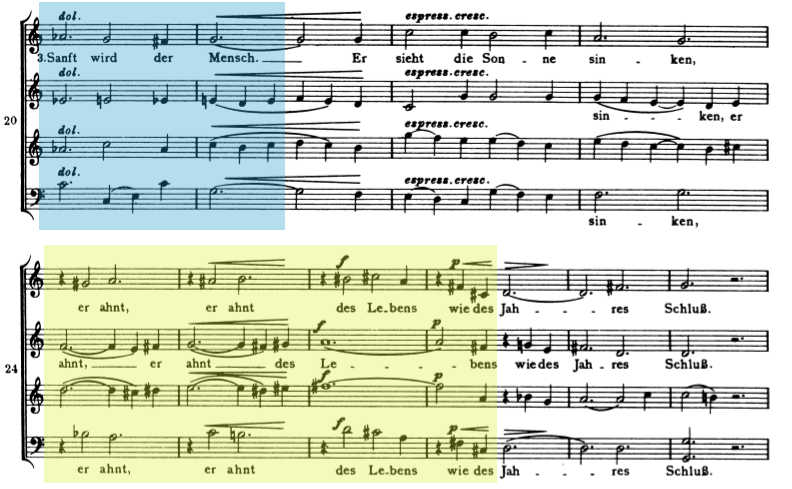 dol. espress. cresc.
3.Sanft wird der Mensch. Er sieht die Son - ne sin - - ken,
dol. espress. cresc.
sin - - - ken, er
20
dol. espress. cresc.
dol. espress. cresc.
sin - ken,
f p
er ahnt, er ahnt des Le.bens wie des Jah - - - res Schluß.
f p
ahnt, er ahnt des Le - - - bens wie des Jah - res Schluß.
24
f p
f p
er ahnt, er ahnt des Le.bens wie des Jah - - - res Schluß.